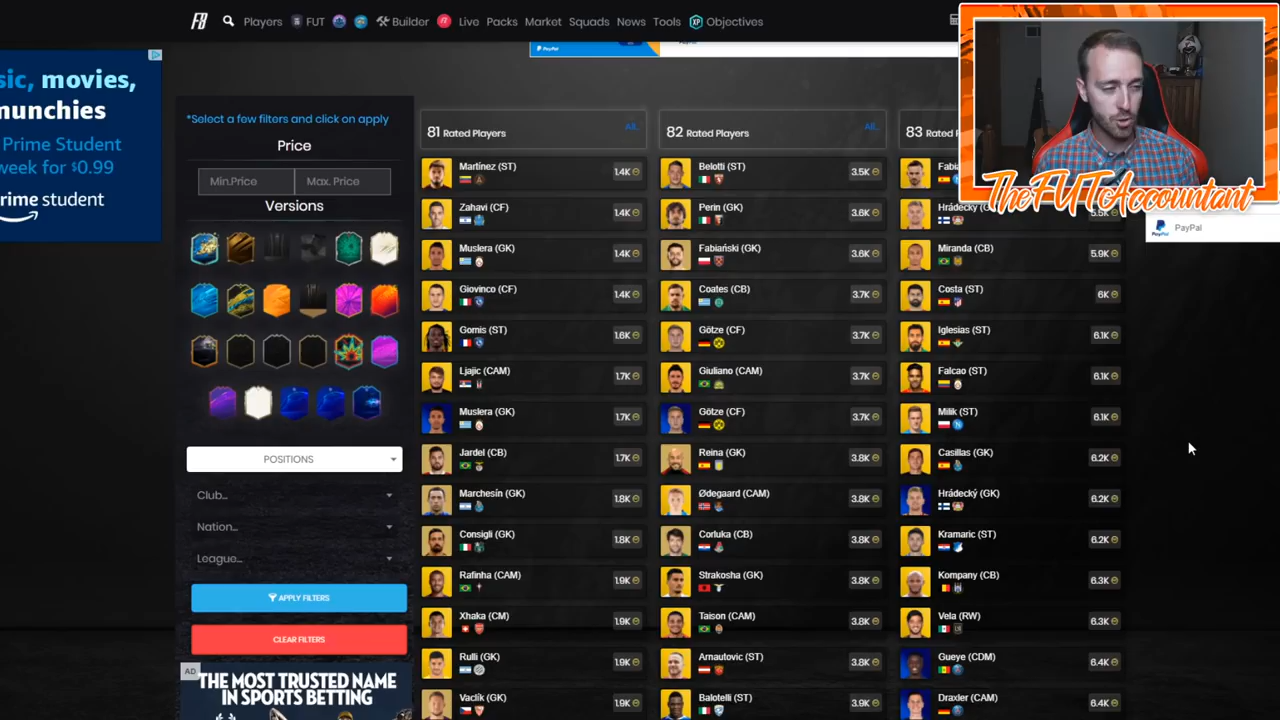 F8
Players
FUT
Builder
Live
Packs
Market
Squads
News
Tools
XP
Objectives
PayPal
sic, movies,
munchies
Prime Student
week for $0.99
prime student
*Select a few filters and click on apply
Price
Min.Price
Max. Price
Versions
POSITIONS
Club...
Nation...
League...
APPLY FILTERS
CLEAR FILTERS
AD
THE MOST TRUSTED NAME
IN SPORTS BETTING
81 Rated Players
All..
Martínez (ST)
1.4K
Zahavi (CF)
1.4K
Muslera (GK)
1.4K
Giovinco (CF)
1.4K
Gomis (ST)
1.6K
Ljajic (CAM)
1.7K
Muslera (GK)
1.7K
Jardel (CB)
1.7K
Marchesín (GK)
1.8K
Consigli (GK)
1.8K
Rafinha (CAM)
1.9K
Xhaka (CM)
1.9K
Rulli (GK)
1.9K
Vaclík (GK)
1.9K
82 Rated Players
All..
Belotti (ST)
3.5K
Perin (GK)
3.6K
Fabiański (GK)
3.6K
Coates (CB)
3.7K
Götze (CF)
3.7K
Giuliano (CAM)
3.7K
Götze (CF)
3.7K
Reina (GK)
3.8K
Ødegaard (CAM)
3.8K
Corluka (CB)
3.8K
Strakosha (GK)
3.8K
Taison (CAM)
3.8K
Arnautovic (ST)
3.8K
Balotelli (ST)
3.9K
83 Rated P
Fabi
Hrádecký (G
5.5K
Miranda (CB)
5.9K
Costa (ST)
6K
Iglesias (ST)
6.1K
Falcao (ST)
6.1K
Milik (ST)
6.1K
Casillas (GK)
6.2K
Hrádecký (GK)
6.2K
Kramaric (ST)
6.2K
Kompany (CB)
6.3K
Vela (RW)
6.3K
Gueye (CDM)
6.4K
Draxler (CAM)
6.4K
TheFUTAccountant
PayPal